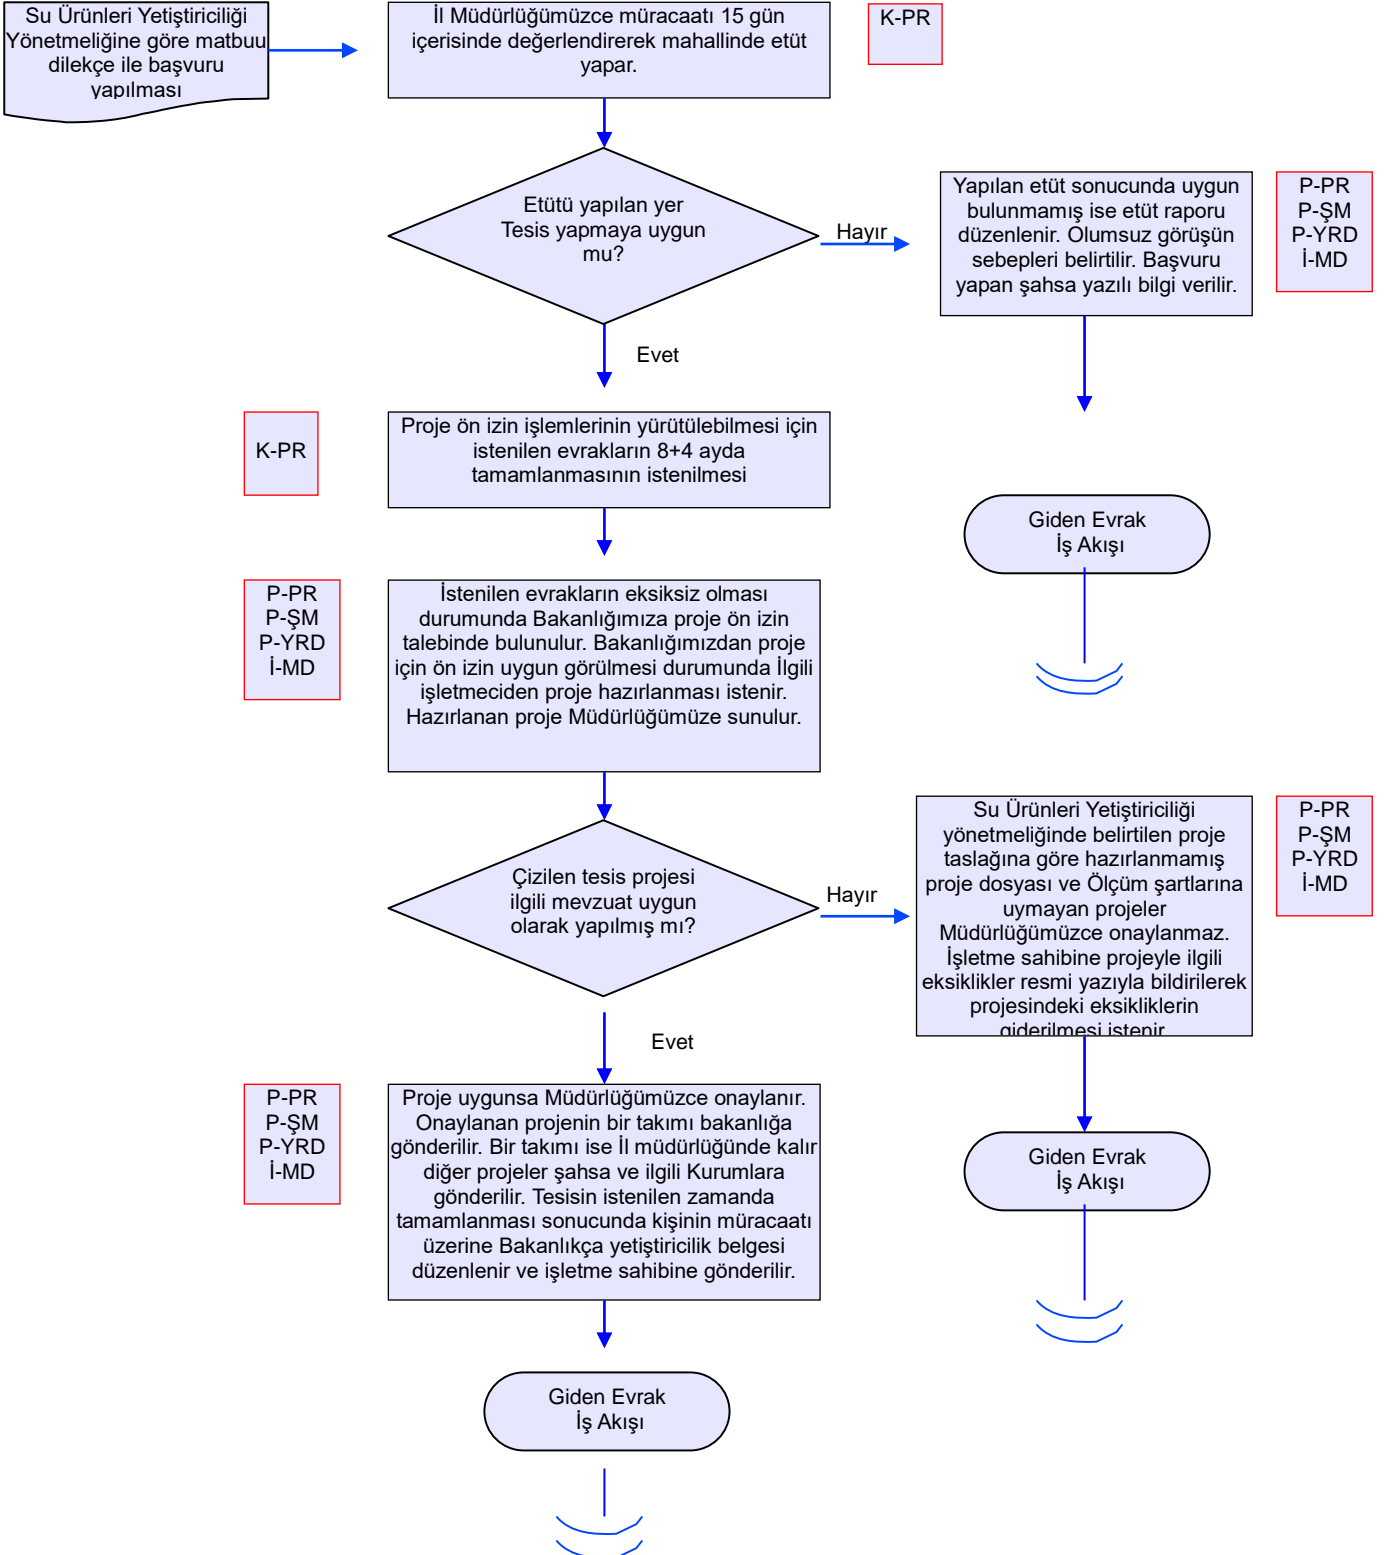 Su Ürünleri Yetiştiriciliği
Yönetmeliğine göre matbuu
dilekçe ile başvuru
yapılması
İl Müdürlüğümüzce müracaatı 15 gün
içerisinde değerlendirerek mahallinde etüt
yapar.
K-PR
Etütü yapılan yer
Tesis yapmaya uygun
mu?
Hayır
Yapılan etüt sonucunda uygun
bulunmamış ise etüt raporu
düzenlenir. Olumsuz görüşün
sebepleri belirtilir. Başvuru
yapan şahsa yazılı bilgi verilir.
P-PR
P-ŞM
P-YRD
İ-MD
Evet
K-PR
Proje ön izin işlemlerinin yürütülebilmesi için
istenilen evrakların 8+4 ayda
tamamlanmasının istenilmesi
Giden Evrak
İş Akışı
P-PR
P-ŞM
P-YRD
İ-MD
İstenilen evrakların eksiksiz olması
durumunda Bakanlığımıza proje ön izin
talebinde bulunulur. Bakanlığımızdan proje
için ön izin uygun görülmesi durumunda İlgili
işletmeciden proje hazırlanması istenir.
Hazırlanan proje Müdürlüğümüze sunulur.
Çizilen tesis projesi
ilgili mevzuat uygun
olarak yapılmış mı?
Hayır
Su Ürünleri Yetiştiriciliği
yönetmeliğinde belirtilen proje
taslağına göre hazırlanmamış
proje dosyası ve Ölçüm şartlarına
uymayan projeler
Müdürlüğümüzce onaylanmaz.
İşletme sahibine projeyle ilgili
eksiklikler resmi yazıyla bildirilerek
projesindeki eksikliklerin
giderilmesi istenir
P-PR
P-ŞM
P-YRD
İ-MD
Evet
P-PR
P-ŞM
P-YRD
İ-MD
Proje uygunsa Müdürlüğümüzce onaylanır.
Onaylanan projenin bir takımı bakanlığa
gönderilir. Bir takımı ise İl müdürlüğünde kalır
diğer projeler şahsa ve ilgili Kurumlara
gönderilir. Tesisin istenilen zamanda
tamamlanması sonucunda kişinin müracaatı
üzerine Bakanlıkça yetiştiricilik belgesi
düzenlenir ve işletme sahibine gönderilir.
Giden Evrak
İş Akışı
Giden Evrak
İş Akışı